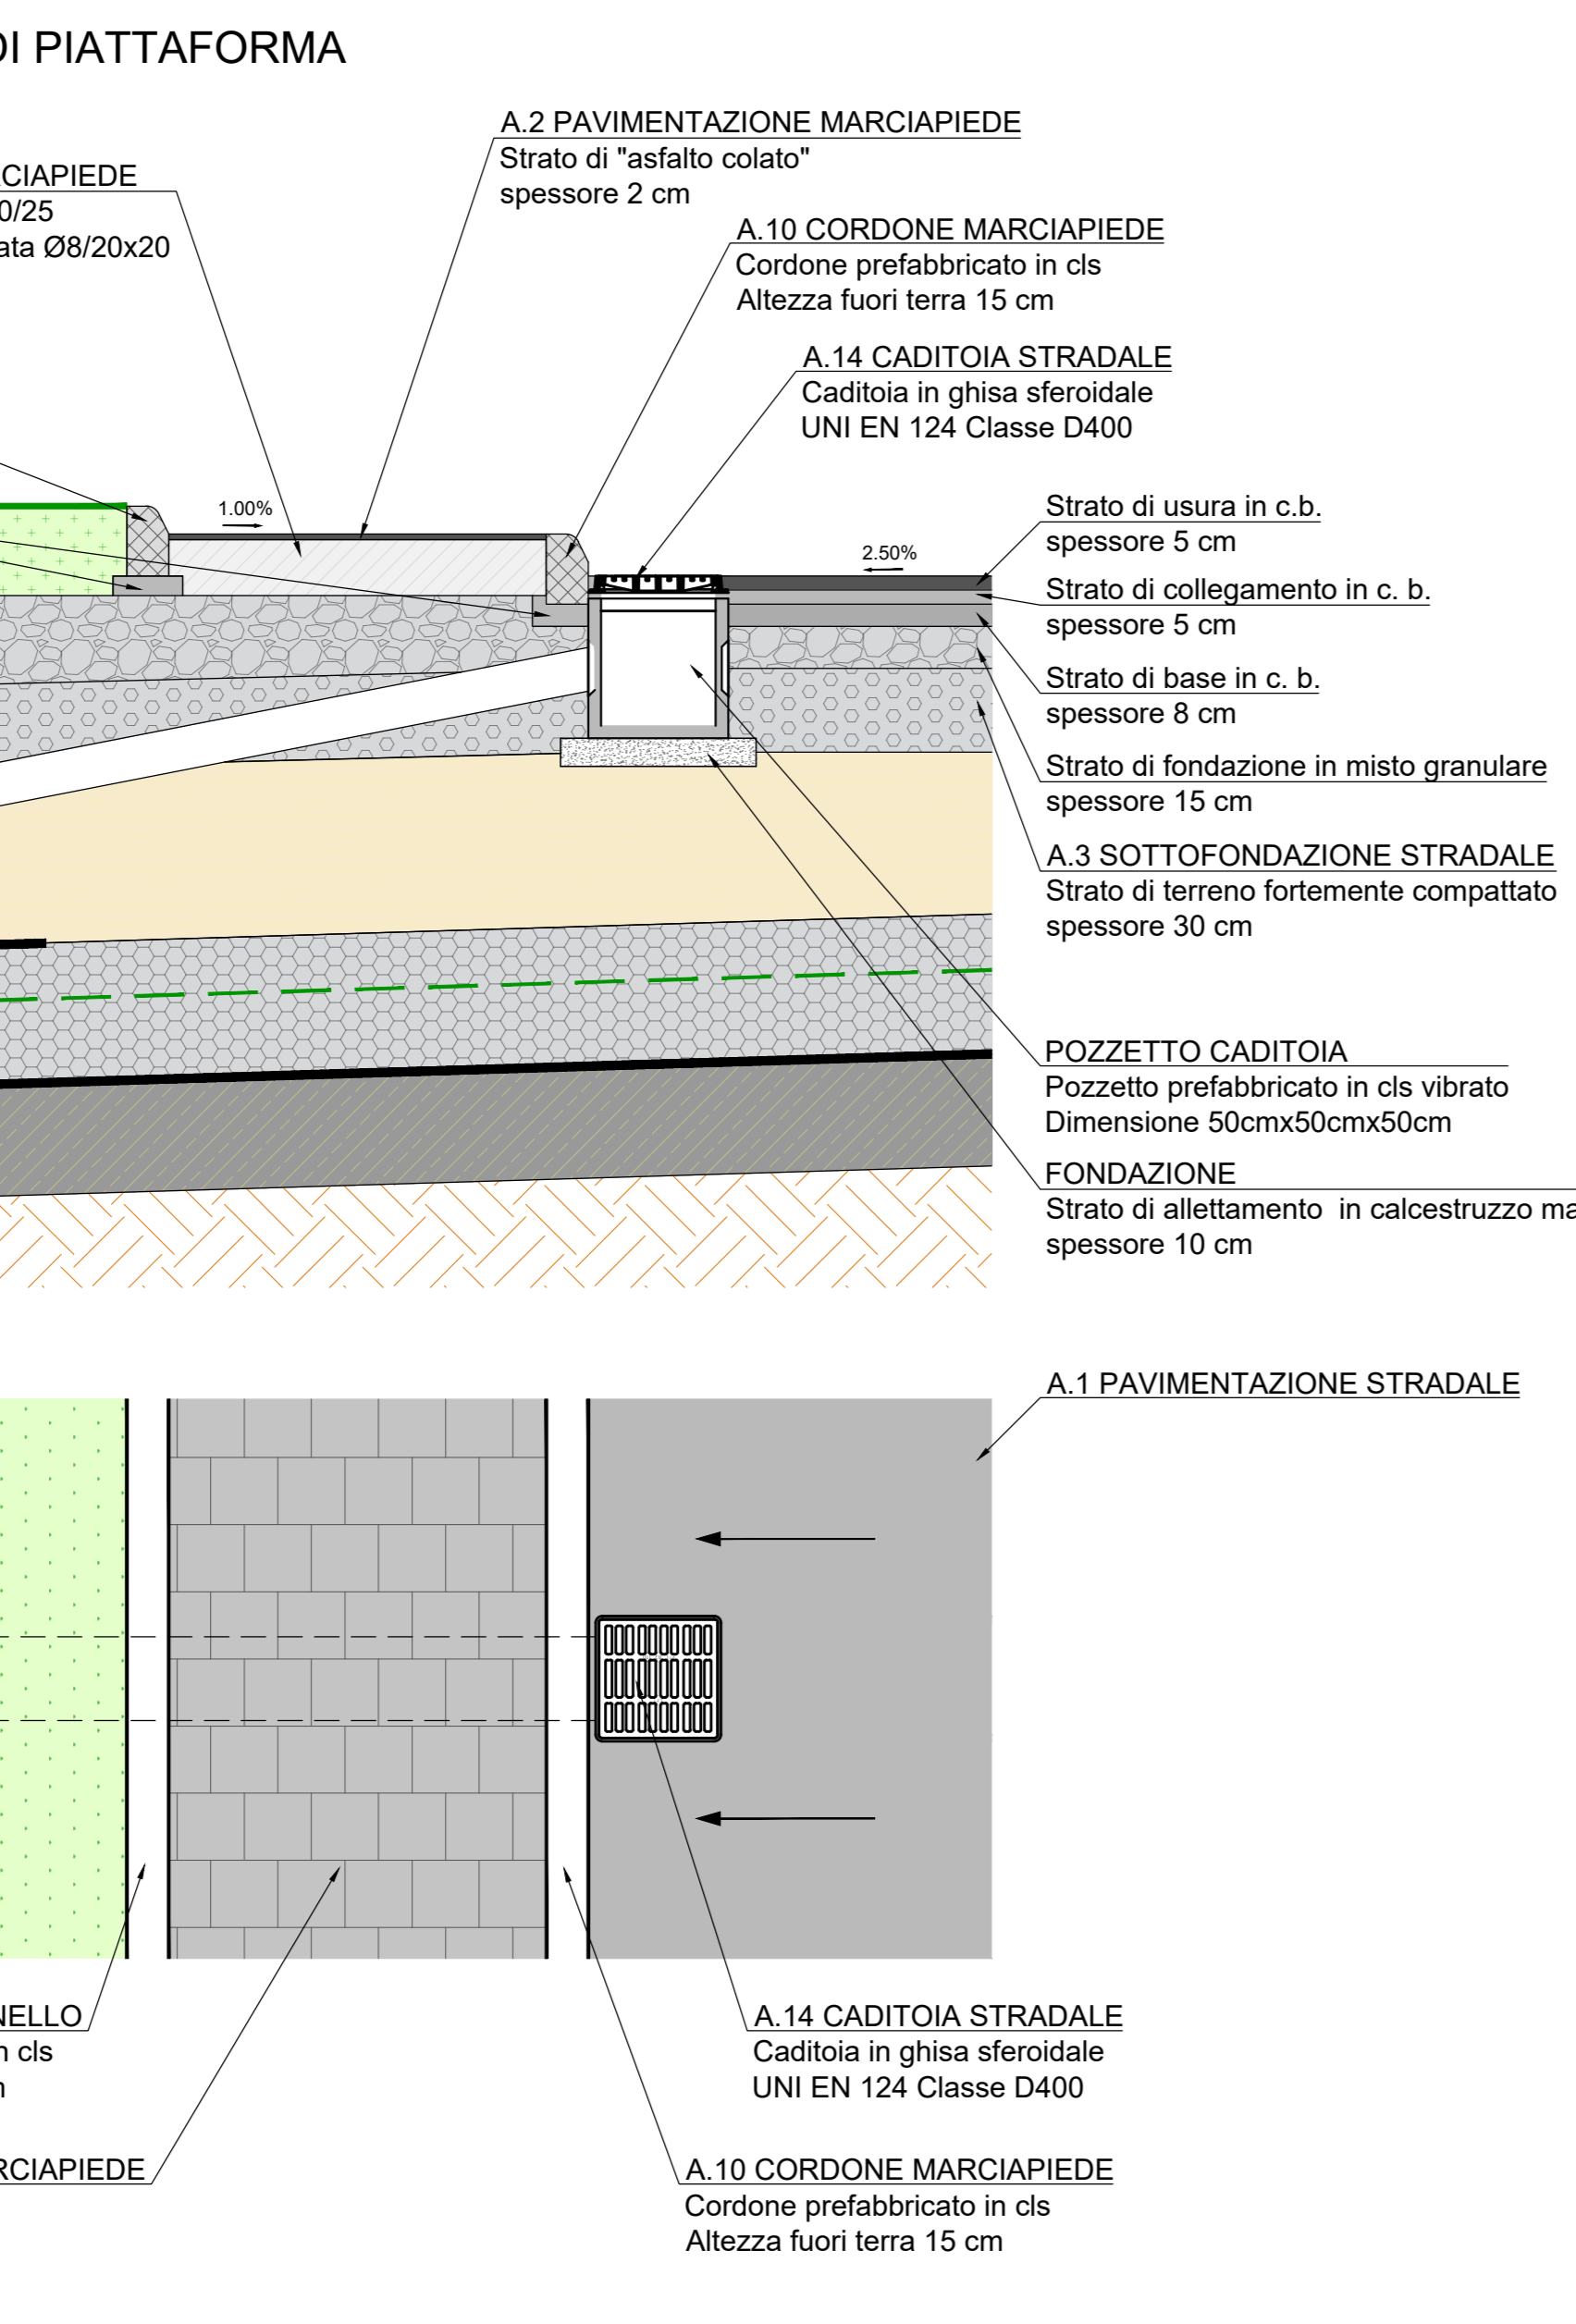 DI PIATTAFORMA
A.2 PAVIMENTAZIONE MARCIAPIEDE
Strato di "asfalto colato"
spessore 2 cm
CIAPIEDE
0/25
ata Ø8/20x20
A.10 CORDONE MARCIAPIEDE
Cordone prefabbricato in cls
Altezza fuori terra 15 cm
A.14 CADITOIA STRADALE
Caditoia in ghisa sferoidale
UNI EN 124 Classe D400
1.00%
2.50%
Strato di usura in c.b.
spessore 5 cm
Strato di collegamento in c. b.
spessore 5 cm
Strato di base in c. b.
spessore 8 cm
Strato di fondazione in misto granulare
spessore 15 cm
A.3 SOTTOFONDAZIONE STRADALE
Strato di terreno fortemente compattato
spessore 30 cm
POZZETTO CADITOIA
Pozzetto prefabbricato in cls vibrato
Dimensione 50cmx50cmx50cm
FONDAZIONE
Strato di allettamento in calcestruzzo ma
spessore 10 cm
A.1 PAVIMENTAZIONE STRADALE
NELLO
n cls
m
A.14 CADITOIA STRADALE
Caditoia in ghisa sferoidale
UNI EN 124 Classe D400
RCIAPIEDE
A.10 CORDONE MARCIAPIEDE
Cordone prefabbricato in cls
Altezza fuori terra 15 cm